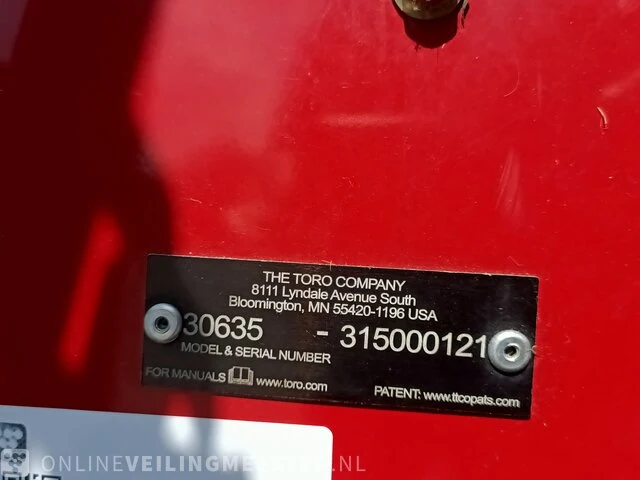 THE TORO COMPANY
8111 Lyndale Avenue South
Bloomington, MN 55420-1196 USA
30635 - 315000121
MODEL & SERIAL NUMBER
FOR MANUALS www.toro.com
PATENT: www.ttcopats.com
ONLINEVEILINGMEESTER.NL